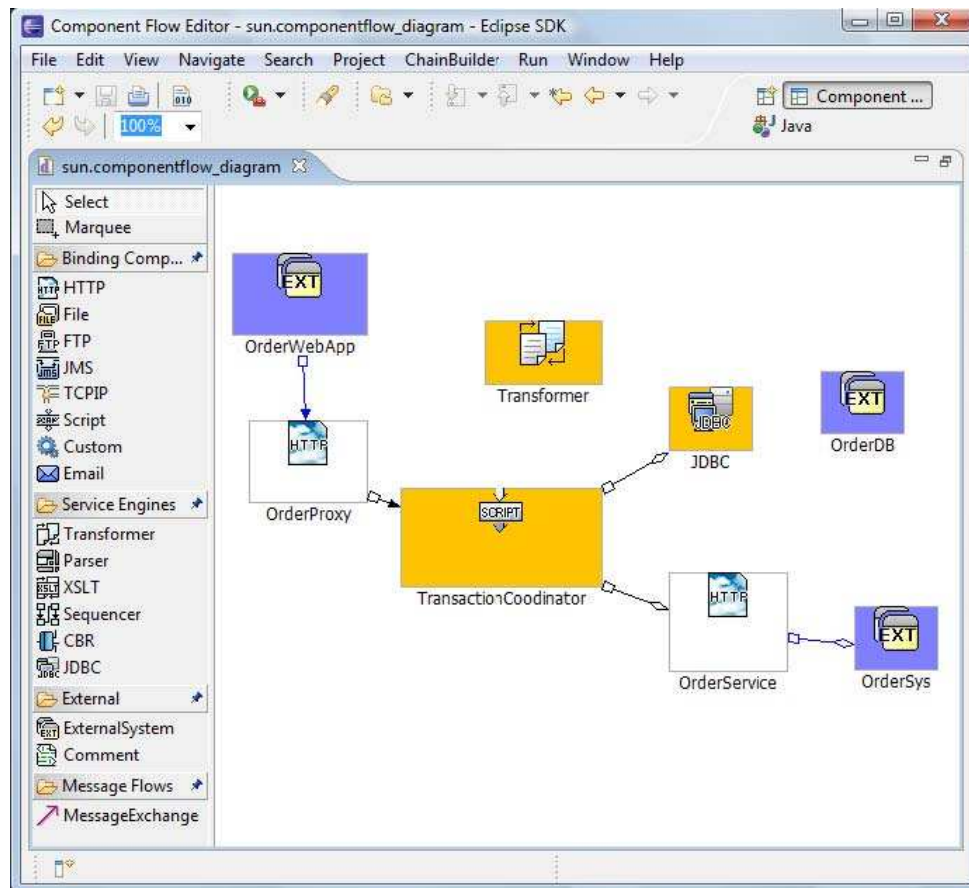 Component Flow Editor - sun.componentflow_diagram - Eclipse SDK
File Edit View Navigate Search Project ChainBuilder Run Window Help
010
Component ...
100%
Java
sun.componentflow_diagram
Select
Marquee
Binding Comp...
HTTP
File
FTP
JMS
TCPIP
Script
Custom
Email
Service Engines
Transformer
Parser
XSLT
Sequencer
CBR
JDBC
External
ExternalSystem
Comment
Message Flows
MessageExchange
EXT
OrderWebApp
Transformer
JDBC
JDBC
EXT
OrderDB
HTTP
OrderProxy
SCRIPT
TransactionCoodinator
HTTP
OrderService
EXT
OrderSys